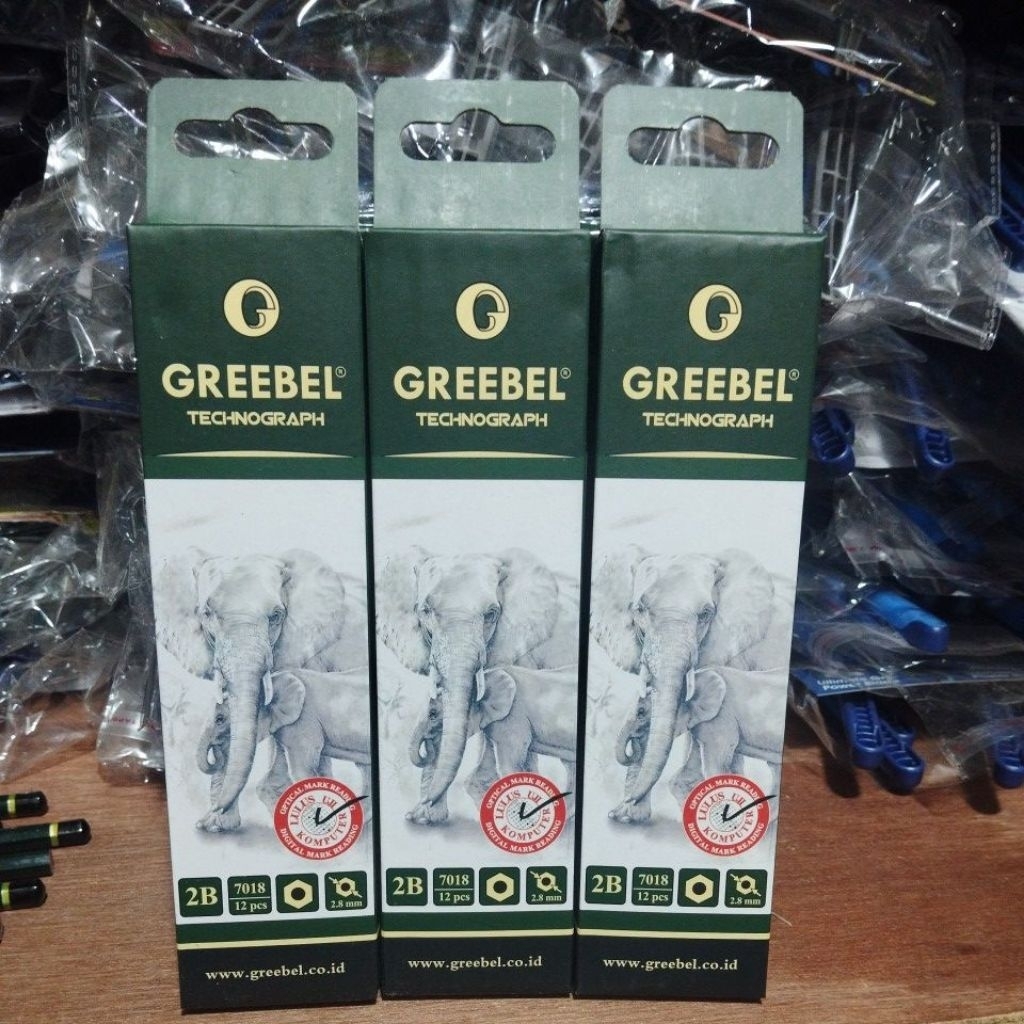 GREEBEL®
TECHNOGRAPH
OPTICAL MARK READING
LULUS UJI
KOMPUTER
DIGITAL MARK READING
2B
7018
12 pcs
2.8 mm
www.greebel.co.id
GREEBEL®
TECHNOGRAPH
OPTICAL MARK READING
LULUS UJI
KOMPUTER
DIGITAL MARK READING
2B
7018
12 pcs
2.8 mm
www.greebel.co.id
GREEBEL®
TECHNOGRAPH
OPTICAL MARK READING
LULUS UJI
KOMPUTER
DIGITAL MARK READING
2B
7018
12 pcs
2.8 mm
www.greebel.co.id